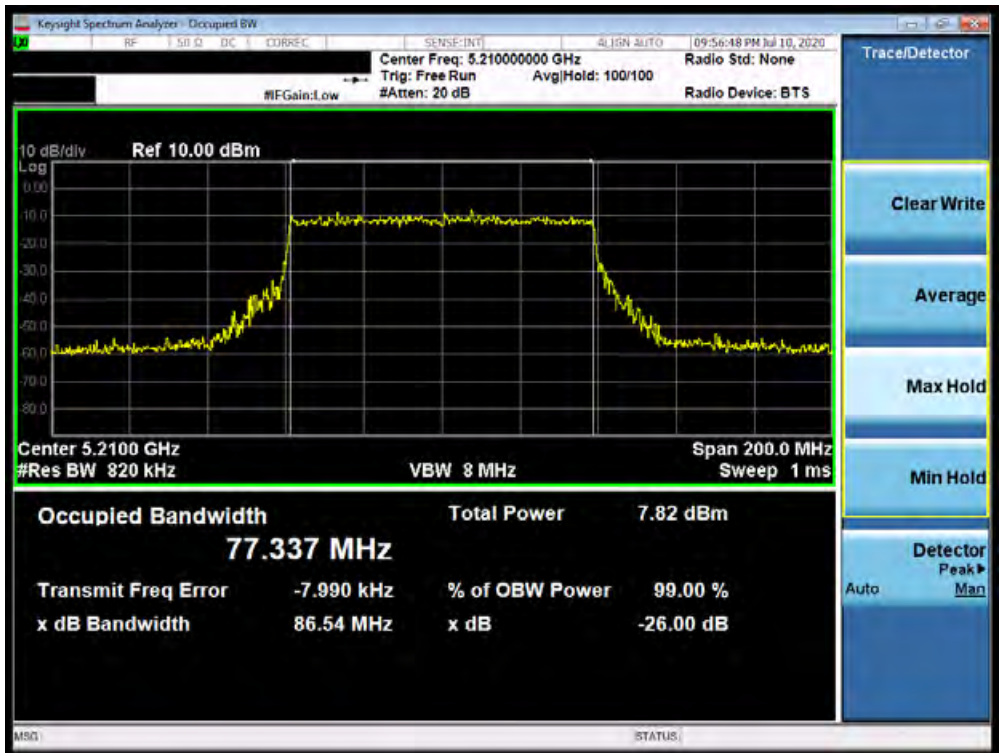 Keysight Spectrum Analyzer - Occupied BW
LXI RF 50 Ω DC CORREC SENSE:INT ALIGN AUTO 09:56:48 PM Jul 10, 2020
Center Freq: 5.210000000 GHz Radio Std: None
Trig: Free Run Avg|Hold: 100/100
#IFGain:Low #Atten: 20 dB Radio Device: BTS
10 dB/div Ref 10.00 dBm
Log
0.00
-10.0
-20.0
-30.0
-40.0
-50.0
-60.0
-70.0
-80.0
Center 5.2100 GHz Span 200.0 MHz
#Res BW 820 kHz VBW 8 MHz Sweep 1 ms
Occupied Bandwidth Total Power 7.82 dBm
77.337 MHz
Transmit Freq Error -7.990 kHz % of OBW Power 99.00 %
x dB Bandwidth 86.54 MHz x dB -26.00 dB
MSG STATUS
Trace/Detector
Clear Write
Average
Max Hold
Min Hold
Detector
Peak▶
Auto Man